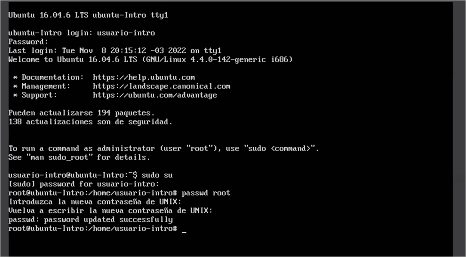 Ubuntu 16.04.6 LTS ubuntu-Intro tty1
ubuntu-Intro login: usuario-intro
Password:
Last login: Tue Nov  8 20:15:12 -03 2022 on tty1
Welcome to Ubuntu 16.04.6 LTS (GNU/Linux 4.4.0-142-generic i686)
 * Documentation:  https://help.ubuntu.com
 * Management:     https://landscape.canonical.com
 * Support:        https://ubuntu.com/advantage
Pueden actualizarse 194 paquetes.
138 actualizaciones son de seguridad.
To run a command as administrator (user "root"), use "sudo <command>".
See "man sudo_root" for details.
usuario-intro@ubuntu-Intro:~$ sudo su
[sudo] password for usuario-intro:
root@ubuntu-Intro:/home/usuario-intro# passwd root
Introduzca la nueva contraseña de UNIX:
Vuelva a escribir la nueva contraseña de UNIX:
passwd: password updated successfully
root@ubuntu-Intro:/home/usuario-intro# _